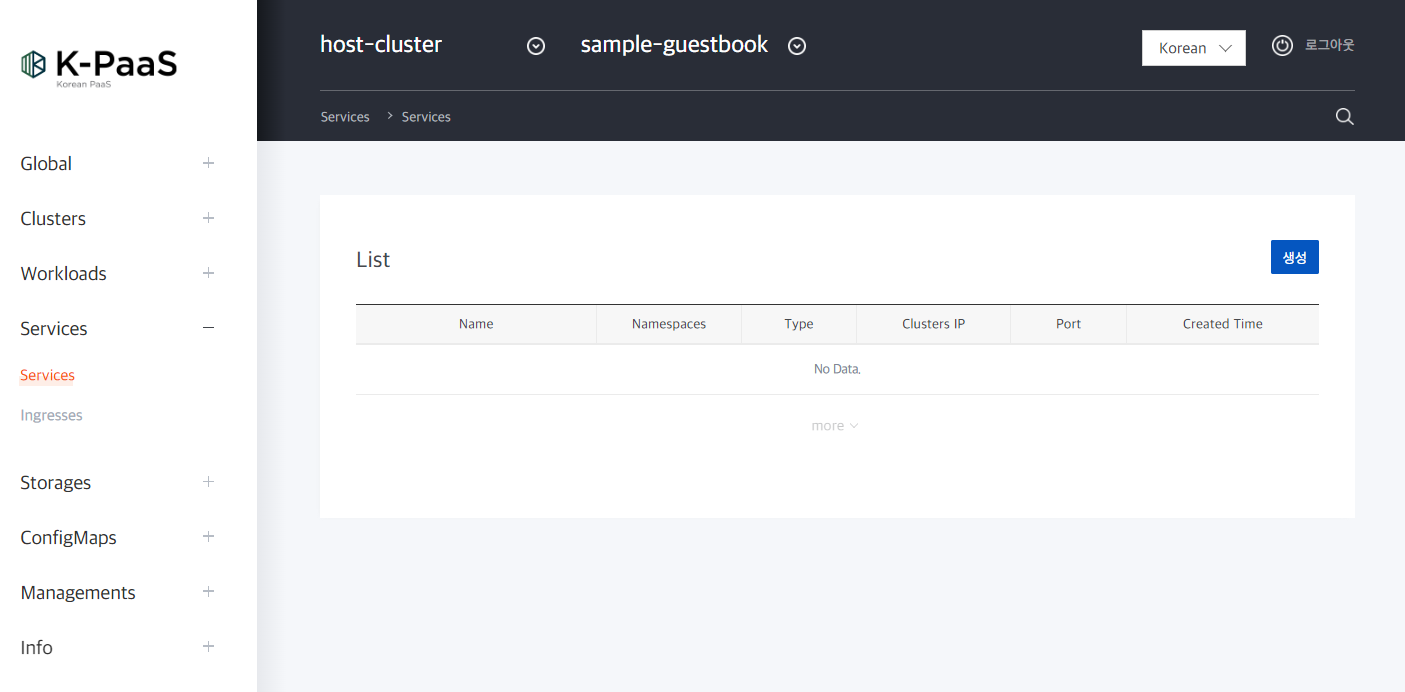 K-PaaS
Korean PaaS
host-cluster
sample-guestbook
Korean
로그아웃
Services > Services
Global
Clusters
Workloads
Services
Services
Ingresses
Storages
ConfigMaps
Managements
Info
List
생성
Name Namespaces Type Clusters IP Port Created Time
No Data.
more